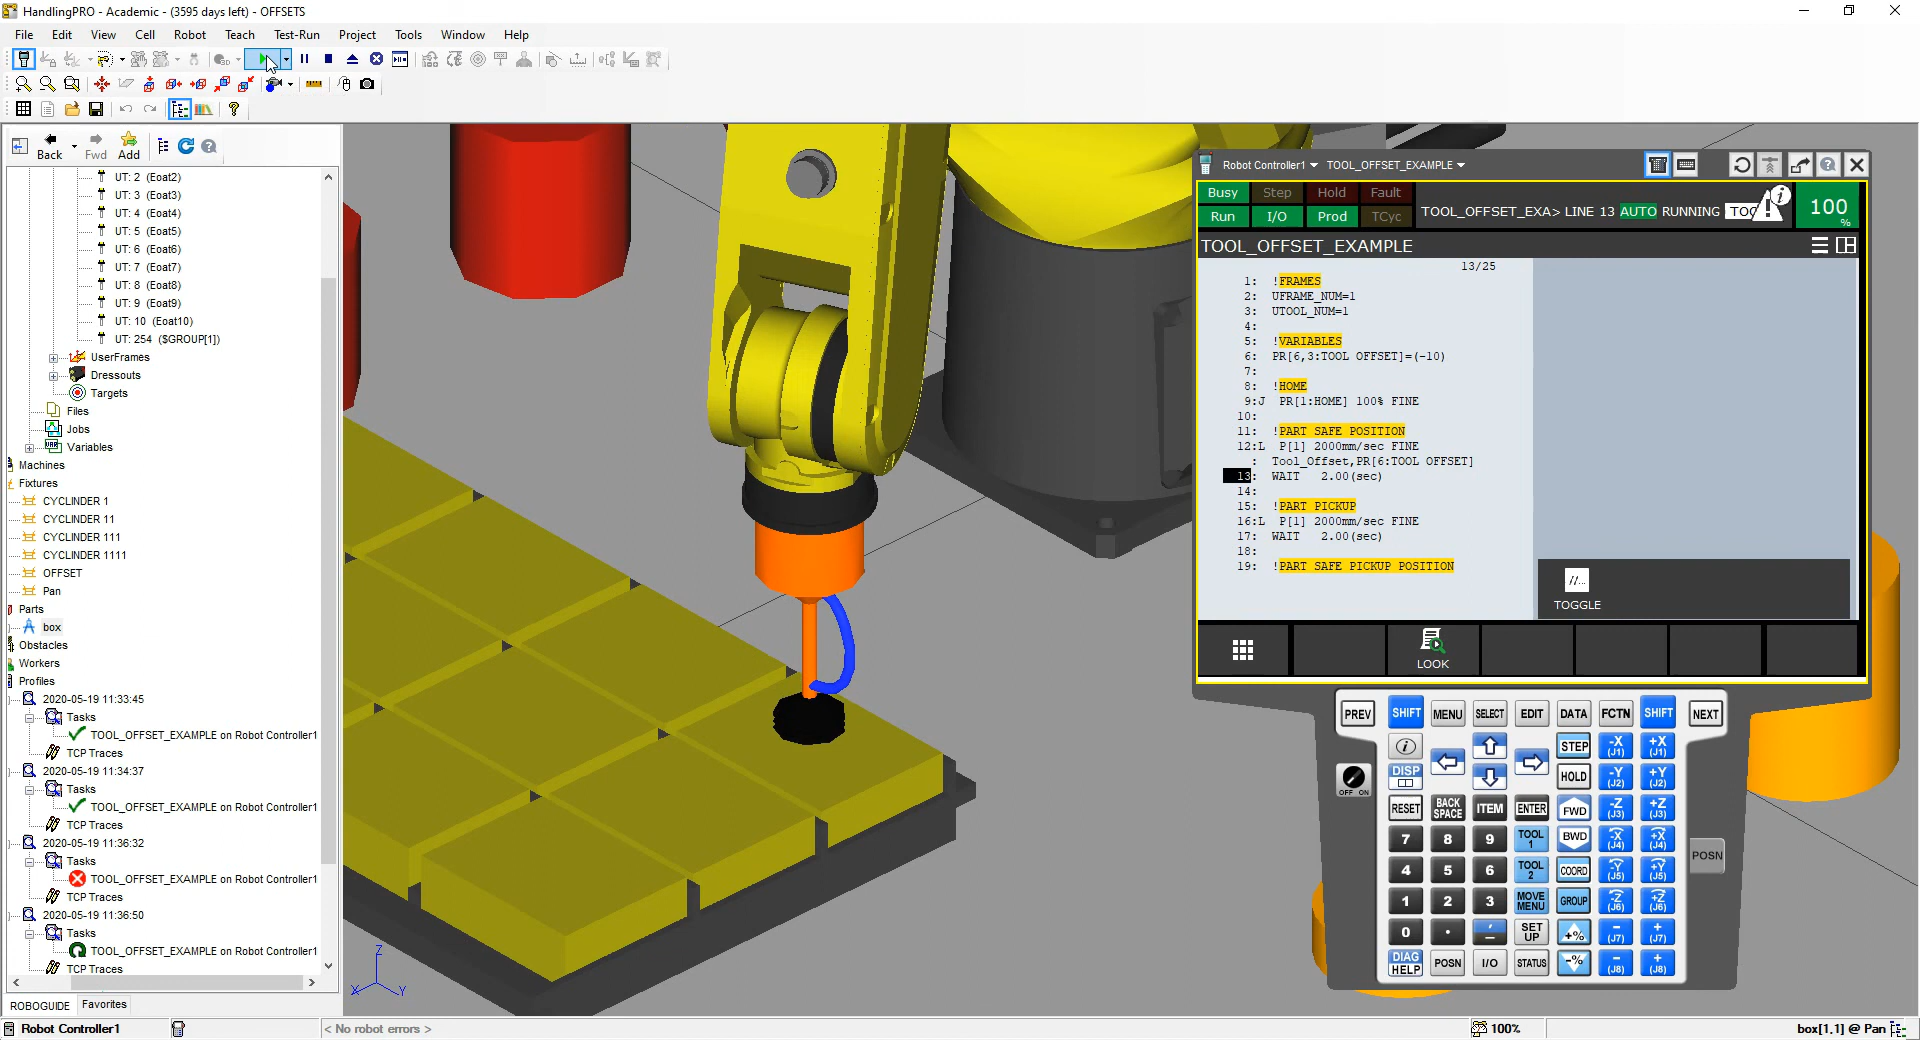 HandlingPRO - Academic - (3595 days left) - OFFSETS
File Edit View Cell Robot Teach Test-Run Project Tools Window Help
Back Fwd Add
UT: 2 (Eoat2)
UT: 3 (Eoat3)
UT: 4 (Eoat4)
UT: 5 (Eoat5)
UT: 6 (Eoat6)
UT: 7 (Eoat7)
UT: 8 (Eoat8)
UT: 9 (Eoat9)
UT: 10 (Eoat10)
UT: 254 ($GROUP[1])
UserFrames
Dressouts
Targets
Files
Jobs
Variables
Machines
Fixtures
CYCLINDER 1
CYCLINDER 11
CYCLINDER 111
CYCLINDER 1111
OFFSET
Pan
Parts
box
Obstacles
Workers
Profiles
2020-05-19 11:33:45
Tasks
TOOL_OFFSET_EXAMPLE on Robot Controller1
TCP Traces
2020-05-19 11:34:37
Tasks
TOOL_OFFSET_EXAMPLE on Robot Controller1
TCP Traces
2020-05-19 11:36:32
Tasks
TOOL_OFFSET_EXAMPLE on Robot Controller1
TCP Traces
2020-05-19 11:36:50
Tasks
TOOL_OFFSET_EXAMPLE on Robot Controller1
TCP Traces
ROBOGUIDE Favorites
Z
X Y
Robot Controller1 TOOL_OFFSET_EXAMPLE
Busy Step Hold Fault
Run I/O Prod TCyc
TOOL_OFFSET_EXA> LINE 13 AUTO RUNNING TOO
100 %
TOOL_OFFSET_EXAMPLE
13/25
1: !FRAMES
2: UFRAME_NUM=1
3: UTOOL_NUM=1
4:
5: !VARIABLES
6: PR[6,3:TOOL OFFSET]=(-10)
7:
8: !HOME
9:J PR[1:HOME] 100% FINE
10:
11: !PART SAFE POSITION
12:L P[1] 2000mm/sec FINE
: Tool_Offset,PR[6:TOOL OFFSET]
13: WAIT 2.00(sec)
14:
15: !PART PICKUP
16:L P[1] 2000mm/sec FINE
17: WAIT 2.00(sec)
18:
19: !PART SAFE PICKUP POSITION
//...
TOGGLE
LOOK
PREV SHIFT MENU SELECT EDIT DATA FCTN SHIFT NEXT
i STEP -X (J1) +X (J1)
DISP HOLD -Y (J2) +Y (J2)
OFF ON
RESET BACK SPACE ITEM ENTER FWD -Z (J3) +Z (J3)
7 8 9 TOOL 1 BWD -X (J4) +X (J4)
POSN
4 5 6 TOOL 2 COORD -Y (J5) +Y (J5)
1 2 3 MOVE MENU GROUP -Z (J6) +Z (J6)
0 . SET UP +% - (J7) + (J7)
DIAG HELP POSN I/O STATUS -% - (J8) + (J8)
Robot Controller1 < No robot errors > 100% box[1,1] @ Pan